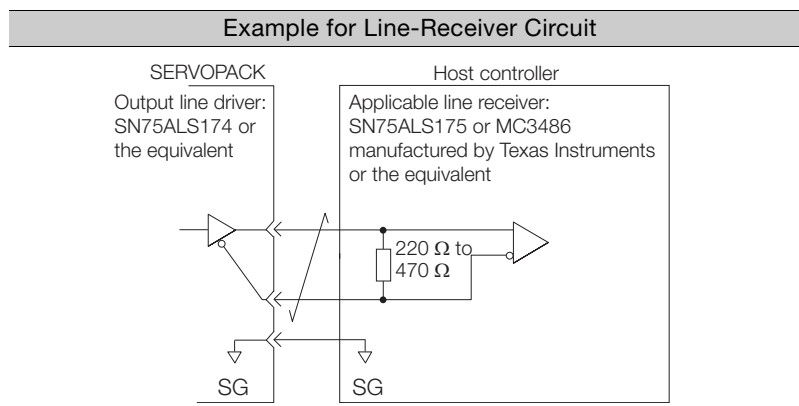 Example for Line-Receiver Circuit
SERVOPACK
Host controller
Output line driver:
SN75ALS174 or
the equivalent
Applicable line receiver:
SN75ALS175 or MC3486
manufactured by Texas Instruments
or the equivalent
220 Ω to
470 Ω
SG
SG